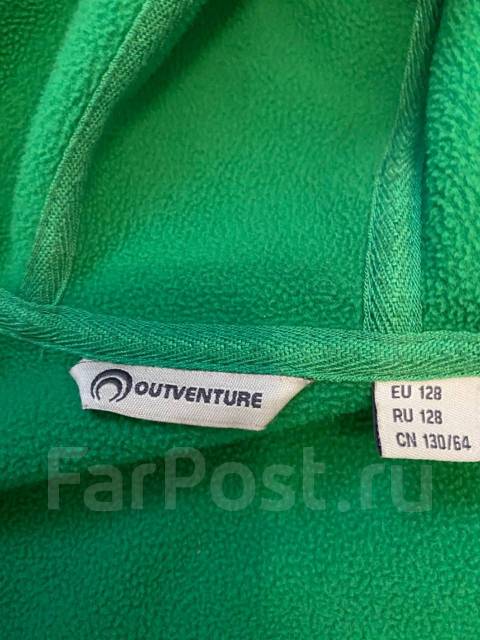 OUTVENTURE
EU 128
RU 128
CN 130/64
FarPost.ru